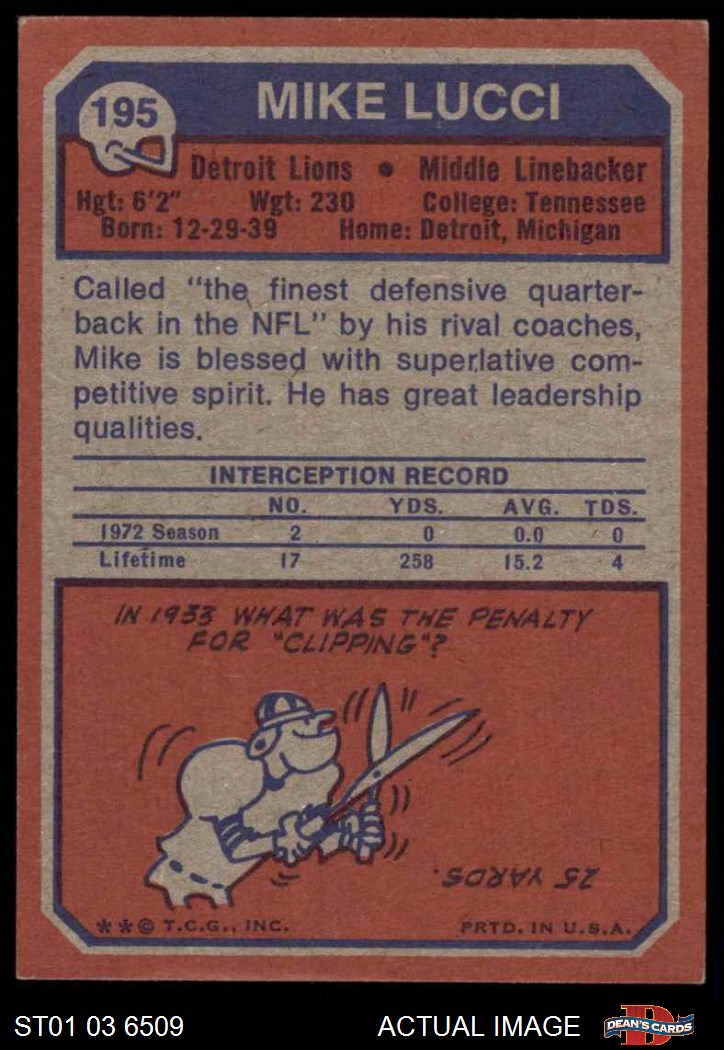 195
MIKE LUCCI
Detroit Lions • Middle Linebacker
Hgt: 6'2" Wgt: 230 College: Tennessee
Born: 12-29-39 Home: Detroit, Michigan
Called "the finest defensive quarter-
back in the NFL" by his rival coaches,
Mike is blessed with superlative com-
petitive spirit. He has great leadership
qualities.
INTERCEPTION RECORD
NO. YDS. AVG. TDS.
1972 Season 2 0 0.0 0
Lifetime 17 258 15.2 4
IN 1933 WHAT WAS THE PENALTY
FOR "CLIPPING"?
25 YARDS.
**© T.C.G., INC. PRTD. IN U.S.A.
ST01 03 6509 ACTUAL IMAGE D DEAN'S CARDS